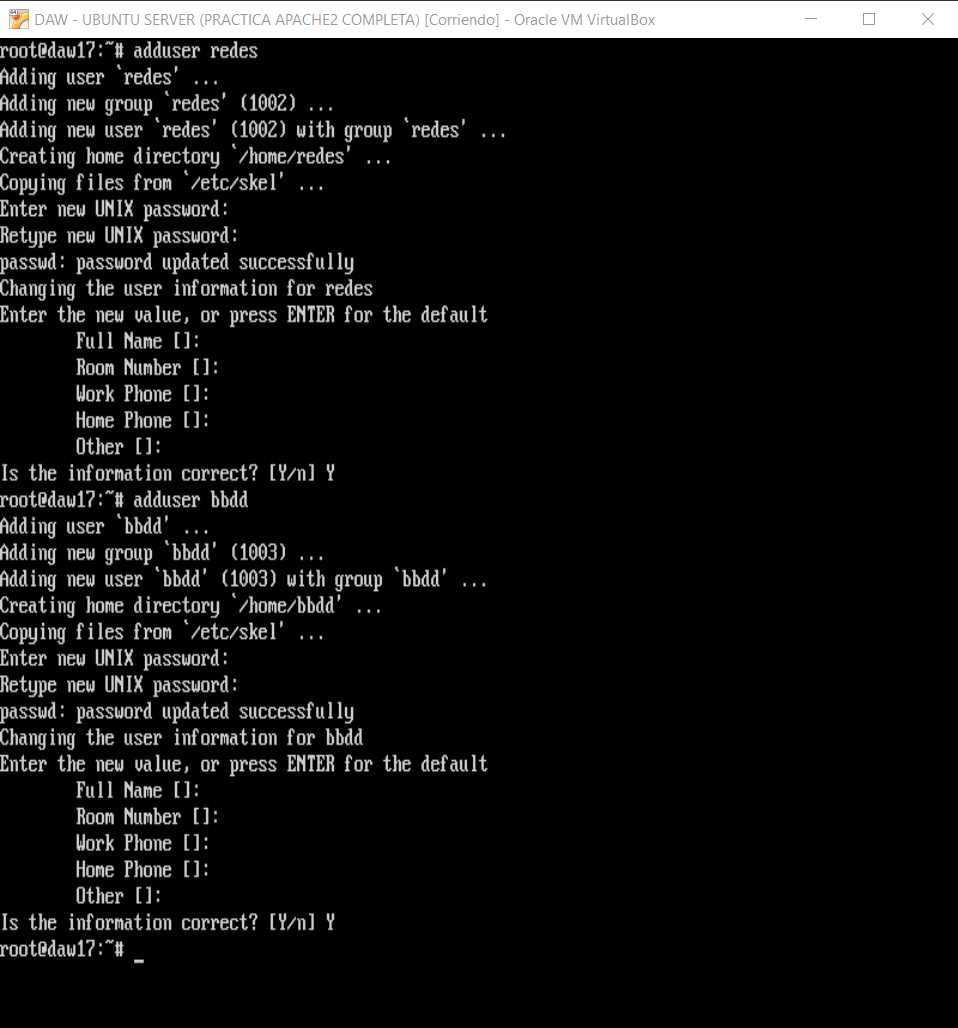 DAW - UBUNTU SERVER (PRACTICA APACHE2 COMPLETA) [Corriendo] - Oracle VM VirtualBox
root@daw17:~# adduser redes
Adding user `redes' ...
Adding new group `redes' (1002) ...
Adding new user `redes' (1002) with group `redes' ...
Creating home directory `/home/redes' ...
Copying files from `/etc/skel' ...
Enter new UNIX password:
Retype new UNIX password:
passwd: password updated successfully
Changing the user information for redes
Enter the new value, or press ENTER for the default
        Full Name []:
        Room Number []:
        Work Phone []:
        Home Phone []:
        Other []:
Is the information correct? [Y/n] Y
root@daw17:~# adduser bbdd
Adding user `bbdd' ...
Adding new group `bbdd' (1003) ...
Adding new user `bbdd' (1003) with group `bbdd' ...
Creating home directory `/home/bbdd' ...
Copying files from `/etc/skel' ...
Enter new UNIX password:
Retype new UNIX password:
passwd: password updated successfully
Changing the user information for bbdd
Enter the new value, or press ENTER for the default
        Full Name []:
        Room Number []:
        Work Phone []:
        Home Phone []:
        Other []:
Is the information correct? [Y/n] Y
root@daw17:~# _